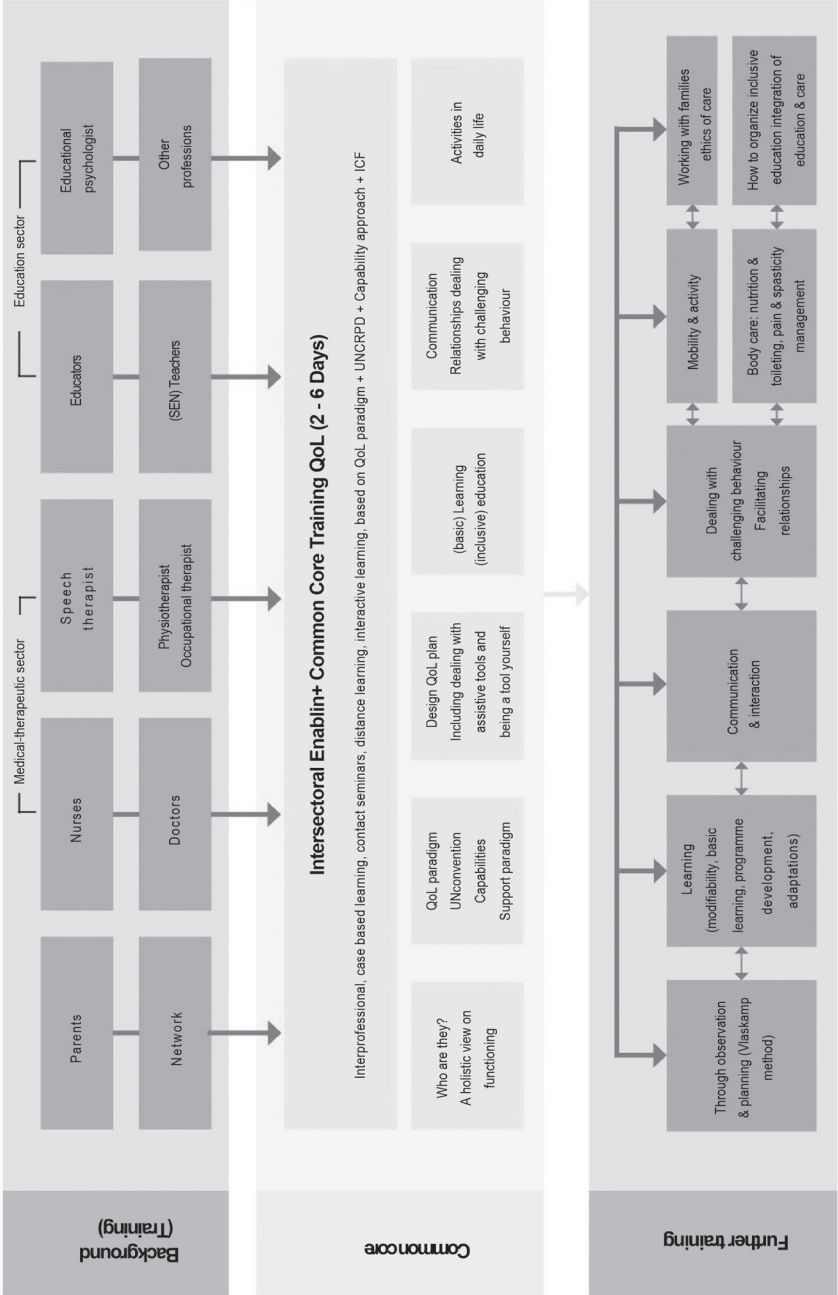 Background
(Training)
Medical-therapeutic sector
Education sector
Parents
Nurses
Speech
therapist
Educators
Educational
psychologist
Network
Doctors
Physiotherapist
Occupational therapist
(SEN) Teachers
Other
professions
Common core
Intersectoral Enablin+ Common Core Training QoL (2 - 6 Days)
Interprofessional, case based learning, contact seminars, distance learning, interactive learning, based on QoL paradigm + UNCRPD + Capability approach + ICF
Who are they?
A holistic view on
functioning
QoL paradigm
UNconvention
Capabilities
Support paradigm
Design QoL plan
Including dealing with
assistive tools and
being a tool yourself
(basic) Learning
(inclusive) education
Communication
Relationships dealing
with challenging
behaviour
Activities in
daily life
Further training
Through observation
& planning (Vlaskamp
method)
Learning
(modifiability, basic
learning, programme
development,
adaptations)
Communication
& interaction
Dealing with
challenging behaviour
Facilitating
relationships
Mobility & activity
Working with families
ethics of care
Body care: nutrition &
toileting, pain & spasticity
management
How to organize inclusive
education integration of
education & care